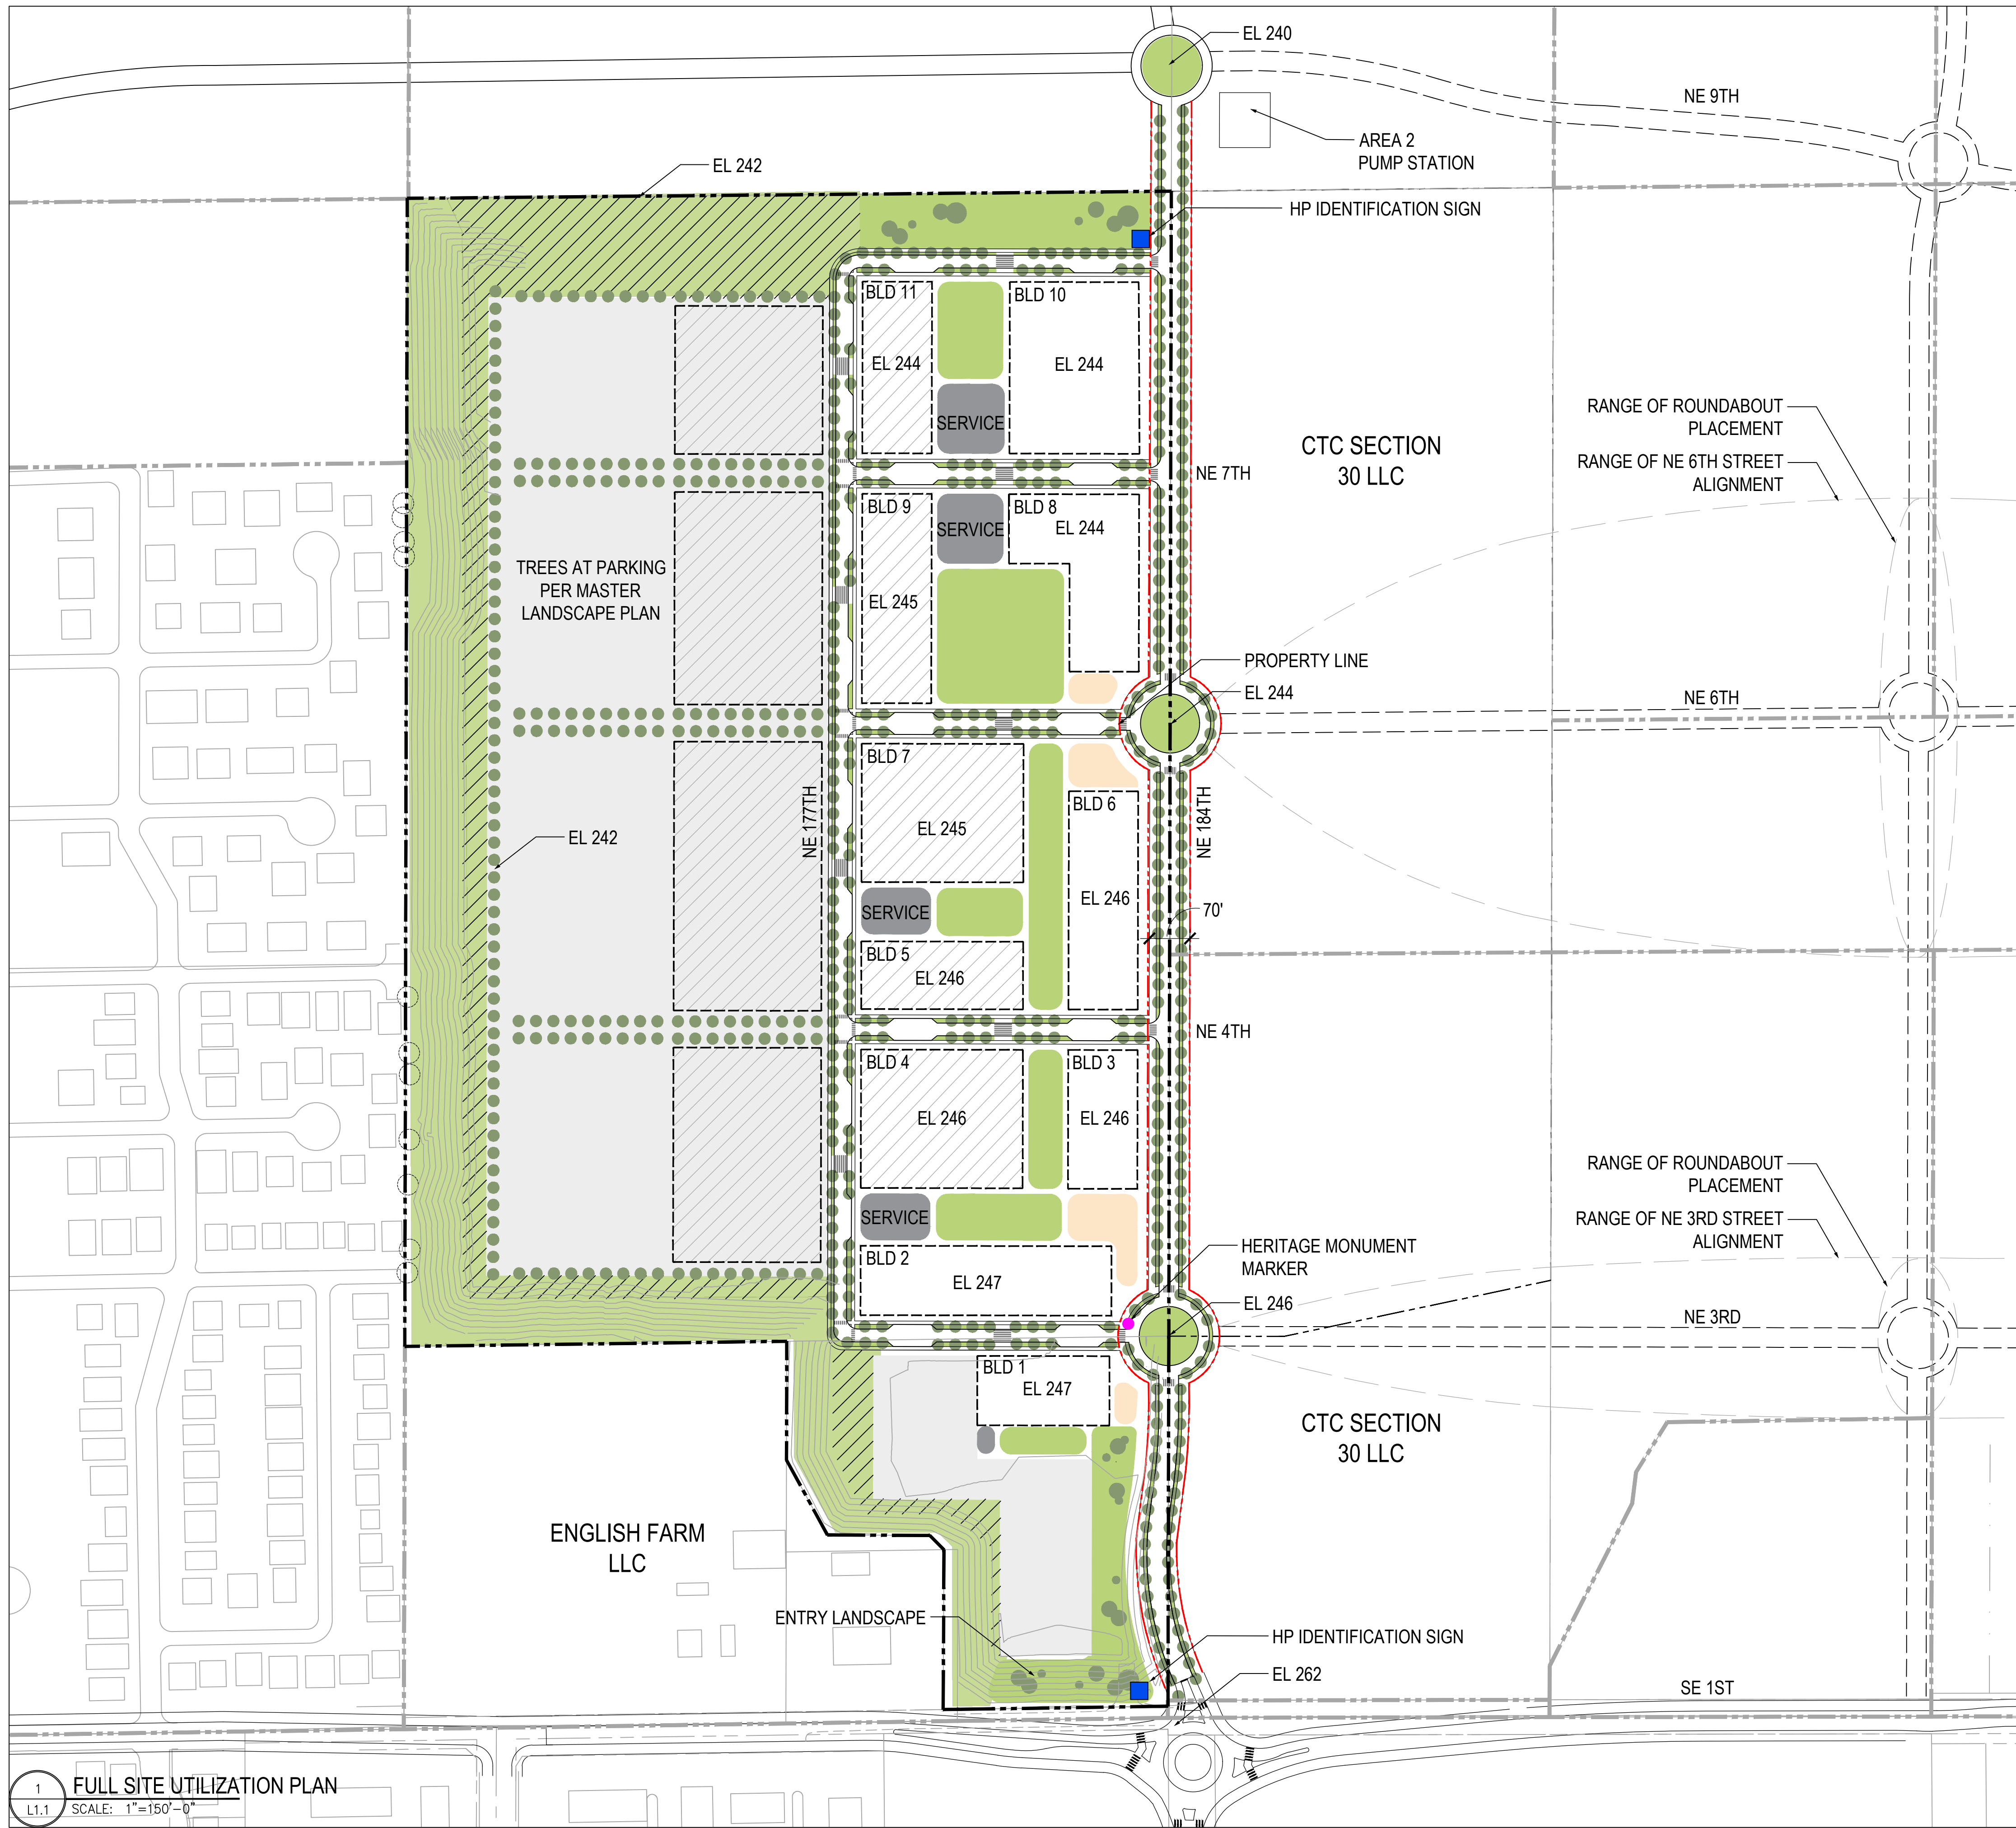 EL 240
NE 9TH
AREA 2
PUMP STATION
EL 242
HP IDENTIFICATION SIGN
BLD 11
BLD 10
EL 244
EL 244
SERVICE
RANGE OF ROUNDABOUT
PLACEMENT
CTC SECTION
30 LLC
RANGE OF NE 6TH STREET
ALIGNMENT
NE 7TH
BLD 9
SERVICE
BLD 8
EL 244
TREES AT PARKING
PER MASTER
LANDSCAPE PLAN
EL 245
PROPERTY LINE
EL 244
NE 6TH
BLD 7
BLD 6
NE 177TH
NE 184TH
EL 245
EL 242
EL 246
SERVICE
70'
BLD 5
EL 246
NE 4TH
BLD 4
BLD 3
EL 246
EL 246
RANGE OF ROUNDABOUT
PLACEMENT
SERVICE
RANGE OF NE 3RD STREET
ALIGNMENT
HERITAGE MONUMENT
MARKER
BLD 2
EL 247
EL 246
NE 3RD
BLD 1
EL 247
CTC SECTION
30 LLC
ENGLISH FARM
LLC
ENTRY LANDSCAPE
HP IDENTIFICATION SIGN
EL 262
SE 1ST
1
L1.1
FULL SITE UTILIZATION PLAN
SCALE: 1"=150'-0"